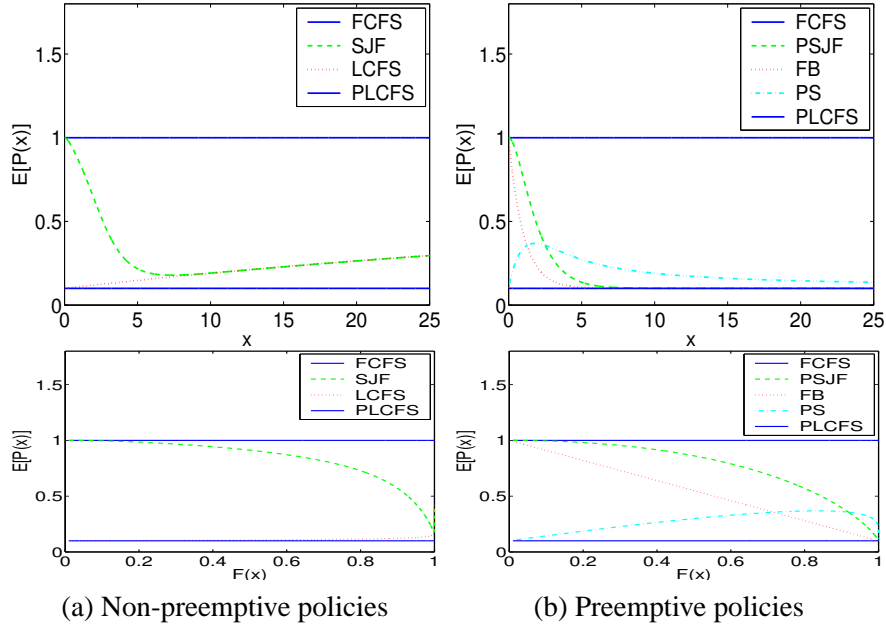 1.5
1
0.5
0
E[P(x)]
0 5 10 15 20 25
x
FCFS
SJF
LCFS
PLCFS
1.5
1
0.5
0
E[P(x)]
0 5 10 15 20 25
x
FCFS
PSJF
FB
PS
PLCFS
1.5
1
0.5
0
E[P(x)]
0 0.2 0.4 0.6 0.8 1
F(x)
FCFS
SJF
LCFS
PLCFS
1.5
1
0.5
0
E[P(x)]
0 0.2 0.4 0.6 0.8 1
F(x)
FCFS
PSJF
FB
PS
PLCFS
(a) Non-preemptive policies
(b) Preemptive policies